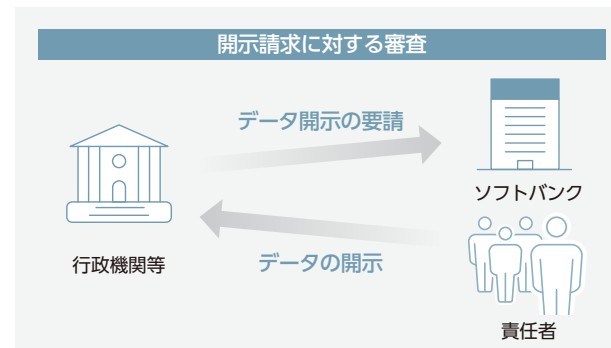 開示請求に対する審査
データ開示の要請
ソフトバンク
行政機関等
データの開示
責任者